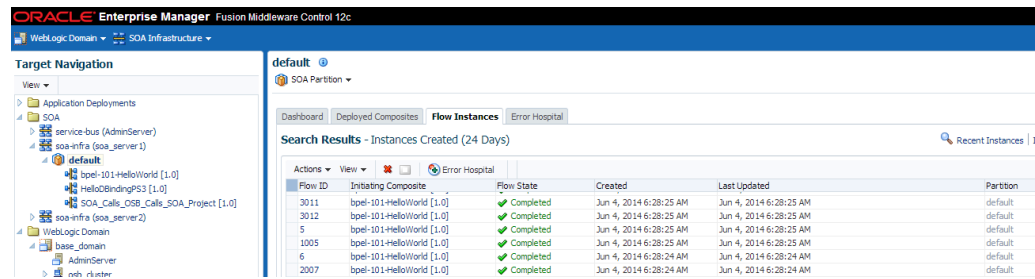 ORACLE Enterprise Manager Fusion Middleware Control 12c
WebLogic Domain SOA Infrastructure
Target Navigation
View
Application Deployments
SOA
service-bus (AdminServer)
soa-infra (soa_server1)
default
bpel-101-HelloWorld [1.0]
HelloDBindingPS3 [1.0]
SOA_Calls_OSB_Calls_SOA_Project [1.0]
soa-infra (soa_server2)
WebLogic Domain
base_domain
AdminServer
osb_cluster
default
SOA Partition
Dashboard Deployed Composites Flow Instances Error Hospital
Search Results - Instances Created (24 Days) Recent Instances
Actions View Error Hospital
Flow ID Initiating Composite Flow State Created Last Updated Partition
3011 bpel-101-HelloWorld [1.0] Completed Jun 4, 2014 6:28:25 AM Jun 4, 2014 6:28:25 AM default
3012 bpel-101-HelloWorld [1.0] Completed Jun 4, 2014 6:28:25 AM Jun 4, 2014 6:28:25 AM default
5 bpel-101-HelloWorld [1.0] Completed Jun 4, 2014 6:28:25 AM Jun 4, 2014 6:28:25 AM default
1005 bpel-101-HelloWorld [1.0] Completed Jun 4, 2014 6:28:25 AM Jun 4, 2014 6:28:25 AM default
6 bpel-101-HelloWorld [1.0] Completed Jun 4, 2014 6:28:24 AM Jun 4, 2014 6:28:24 AM default
2007 bpel-101-HelloWorld [1.0] Completed Jun 4, 2014 6:28:24 AM Jun 4, 2014 6:28:24 AM default